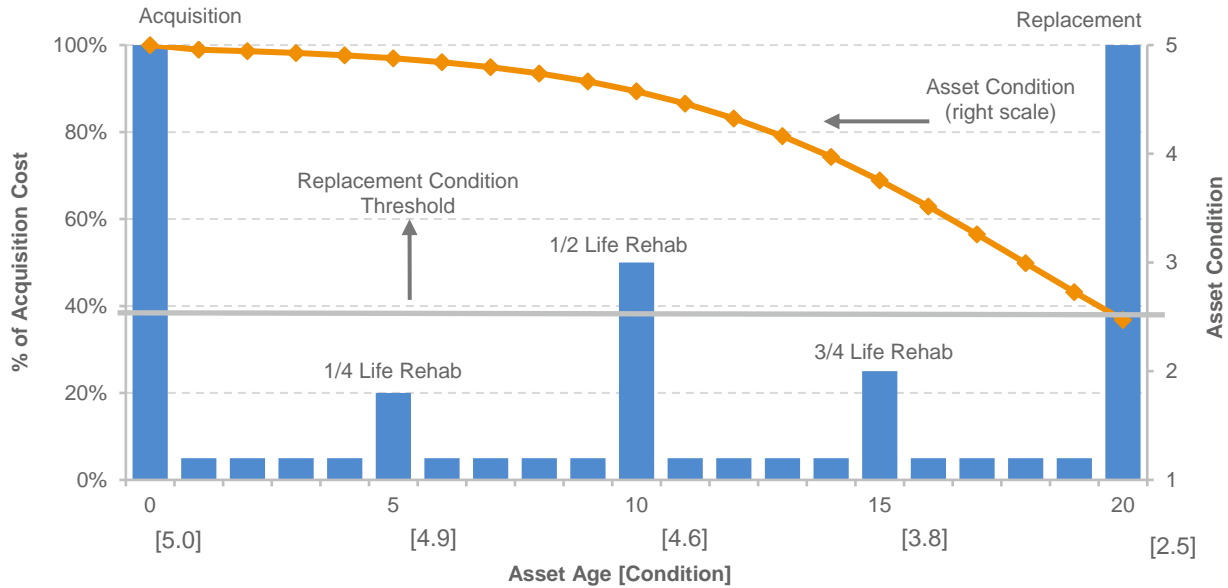 Acquisition
Replacement
100%
80%
60%
40%
20%
0%
% of Acquisition Cost
5
4
3
2
1
Asset Condition
Asset Condition
(right scale)
Replacement Condition
Threshold
1/2 Life Rehab
1/4 Life Rehab
3/4 Life Rehab
0 5 10 15 20
[5.0] [4.9] [4.6] [3.8] [2.5]
Asset Age [Condition]